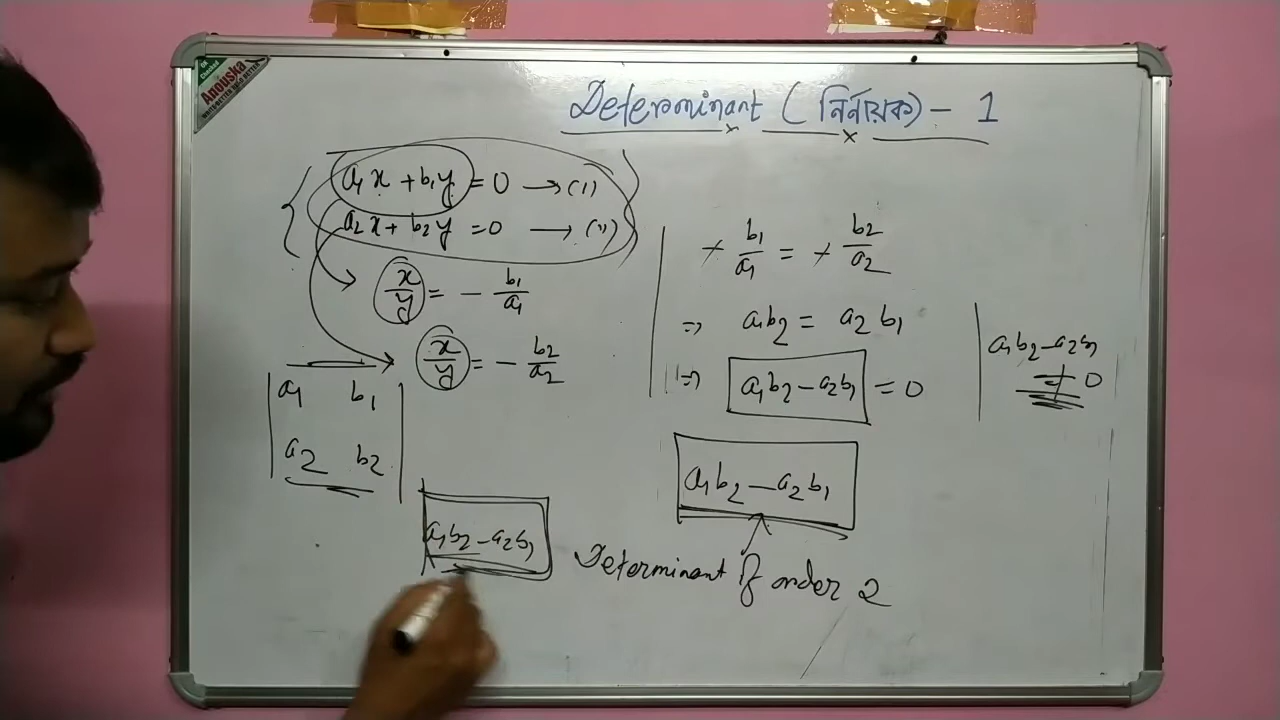 Determinant (নির্নায়ক) - 1
Anouska
a₁x + b₁y = 0 → (1)
a₂x + b₂y = 0 → (11)
x/y = - b₁/a₁
x/y = - b₂/a₂
a₁ b₁
a₂ b₂
a₁b₂ - a₂b₁
- b₁/a₁ = - b₂/a₂
⇒ a₁b₂ = a₂b₁
⇒ a₁b₂ - a₂b₁ = 0
a₁b₂ - a₂b₁
Determinant of order 2
a₁b₂ - a₂b₁
≠ 0